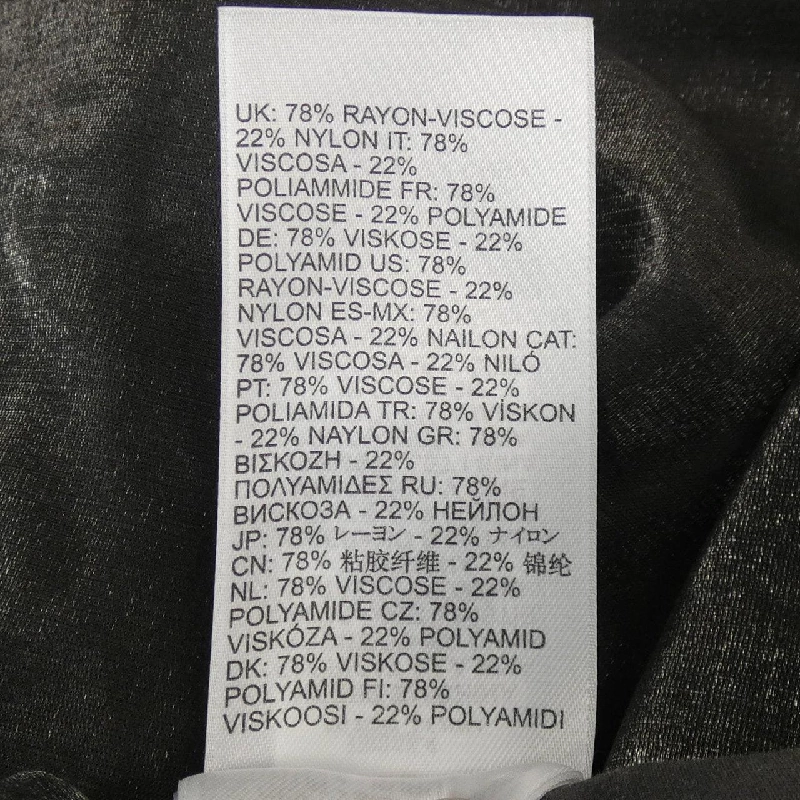 UK: 78% RAYON-VISCOSE -
22% NYLON IT: 78%
VISCOSA - 22%
POLIAMMIDE FR: 78%
VISCOSE - 22% POLYAMIDE
DE: 78% VISKOSE - 22%
POLYAMID US: 78%
RAYON-VISCOSE - 22%
NYLON ES-MX: 78%
VISCOSA - 22% NAILON CAT:
78% VISCOSA - 22% NILÓ
PT: 78% VISCOSE - 22%
POLIAMIDA TR: 78% VİSKON
- 22% NAYLON GR: 78%
ΒΙΣΚΟΖΗ - 22%
ΠΟΛΥΑΜΙΔΕΣ RU: 78%
ВИСКОЗА - 22% НЕЙЛОН
JP: 78% レーヨン - 22% ナイロン
CN: 78% 粘胶纤维 - 22% 锦纶
NL: 78% VISCOSE - 22%
POLYAMIDE CZ: 78%
VISKÓZA - 22% POLYAMID
DK: 78% VISKOSE - 22%
POLYAMID FI: 78%
VISKOOSI - 22% POLYAMIDI